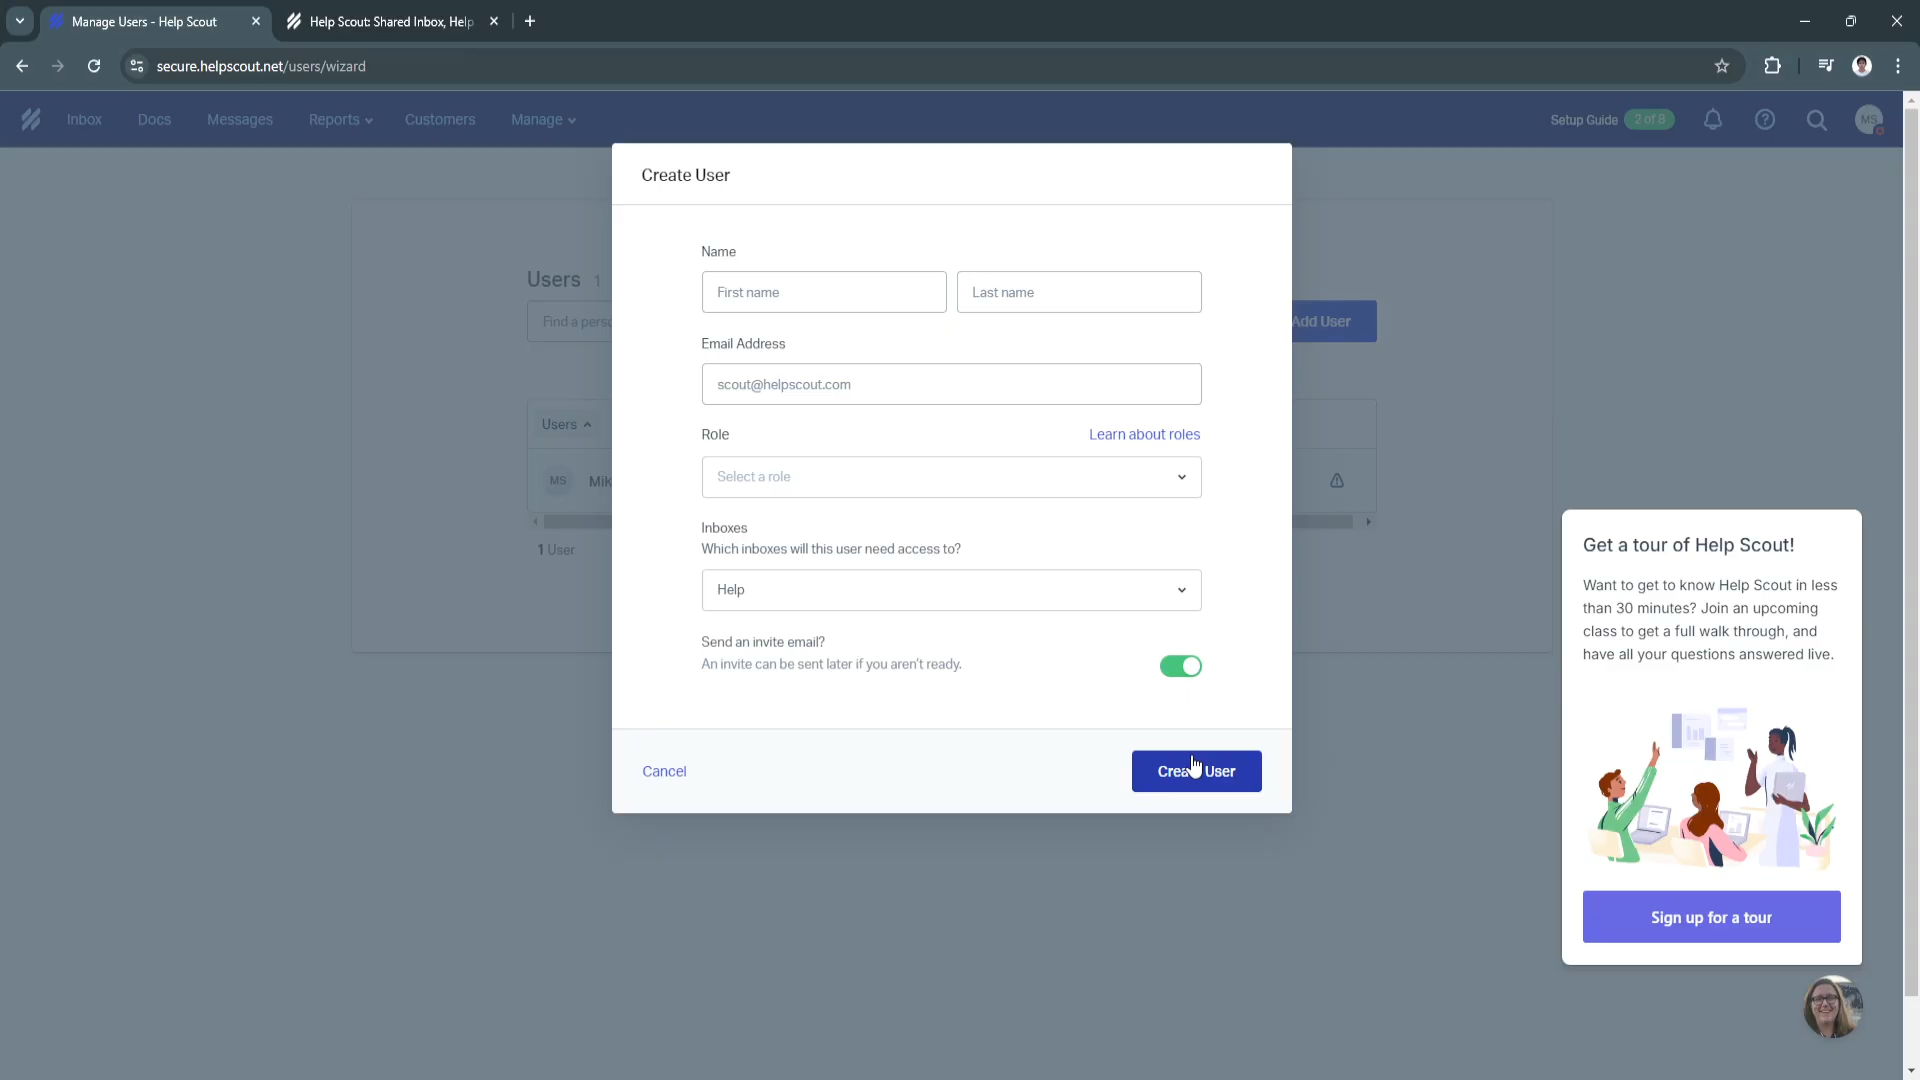 Manage Users - Help Scout
Help Scout: Shared Inbox, Help
secure.helpscout.net/users/wizard
Inbox
Docs
Messages
Reports
Customers
Manage
Setup Guide
2 of 8
MS
Create User
Name
First name
Last name
Users 1
Find a perso
Add User
Email Address
scout@helpscout.com
Users
Role
Learn about roles
Select a role
MS
Mik
Inboxes
Which inboxes will this user need access to?
1 User
Help
Send an invite email?
An invite can be sent later if you aren't ready.
Cancel
Create User
Get a tour of Help Scout!
Want to get to know Help Scout in less
than 30 minutes? Join an upcoming
class to get a full walk through, and
have all your questions answered live.
Sign up for a tour